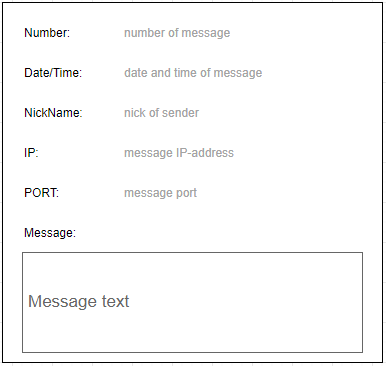 Number: number of message
Date/Time: date and time of message
NickName: nick of sender
IP: message IP-address
PORT: message port
Message:
Message text